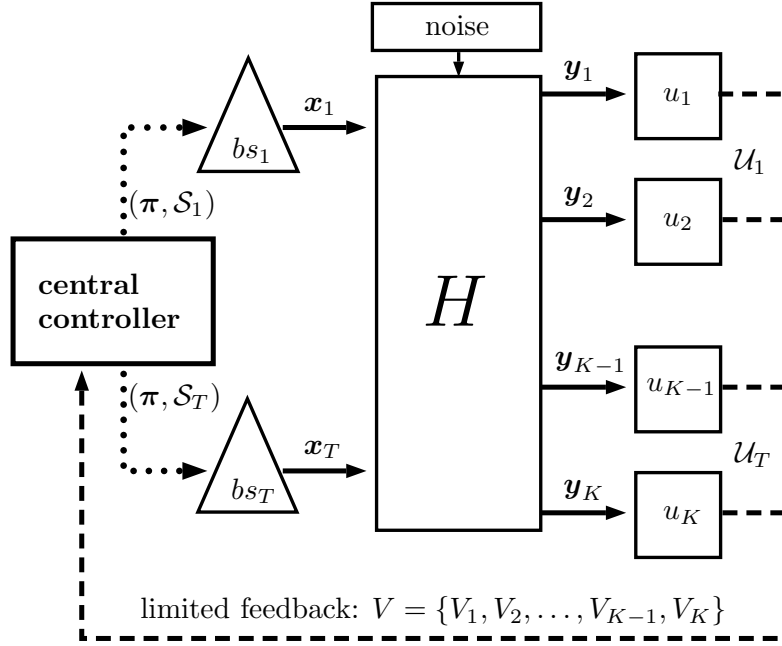 noise
𝒚₁
u₁
𝒙₁
bs₁
𝒰₁
(𝝅, 𝒮₁)
𝒚₂
u₂
central
controller
H
𝒚_{K−1}
u_{K−1}
(𝝅, 𝒮_T)
𝒙_T
bs_T
𝒰_T
𝒚_K
u_K
limited feedback: V = {V₁, V₂, . . . , V_{K−1}, V_K}